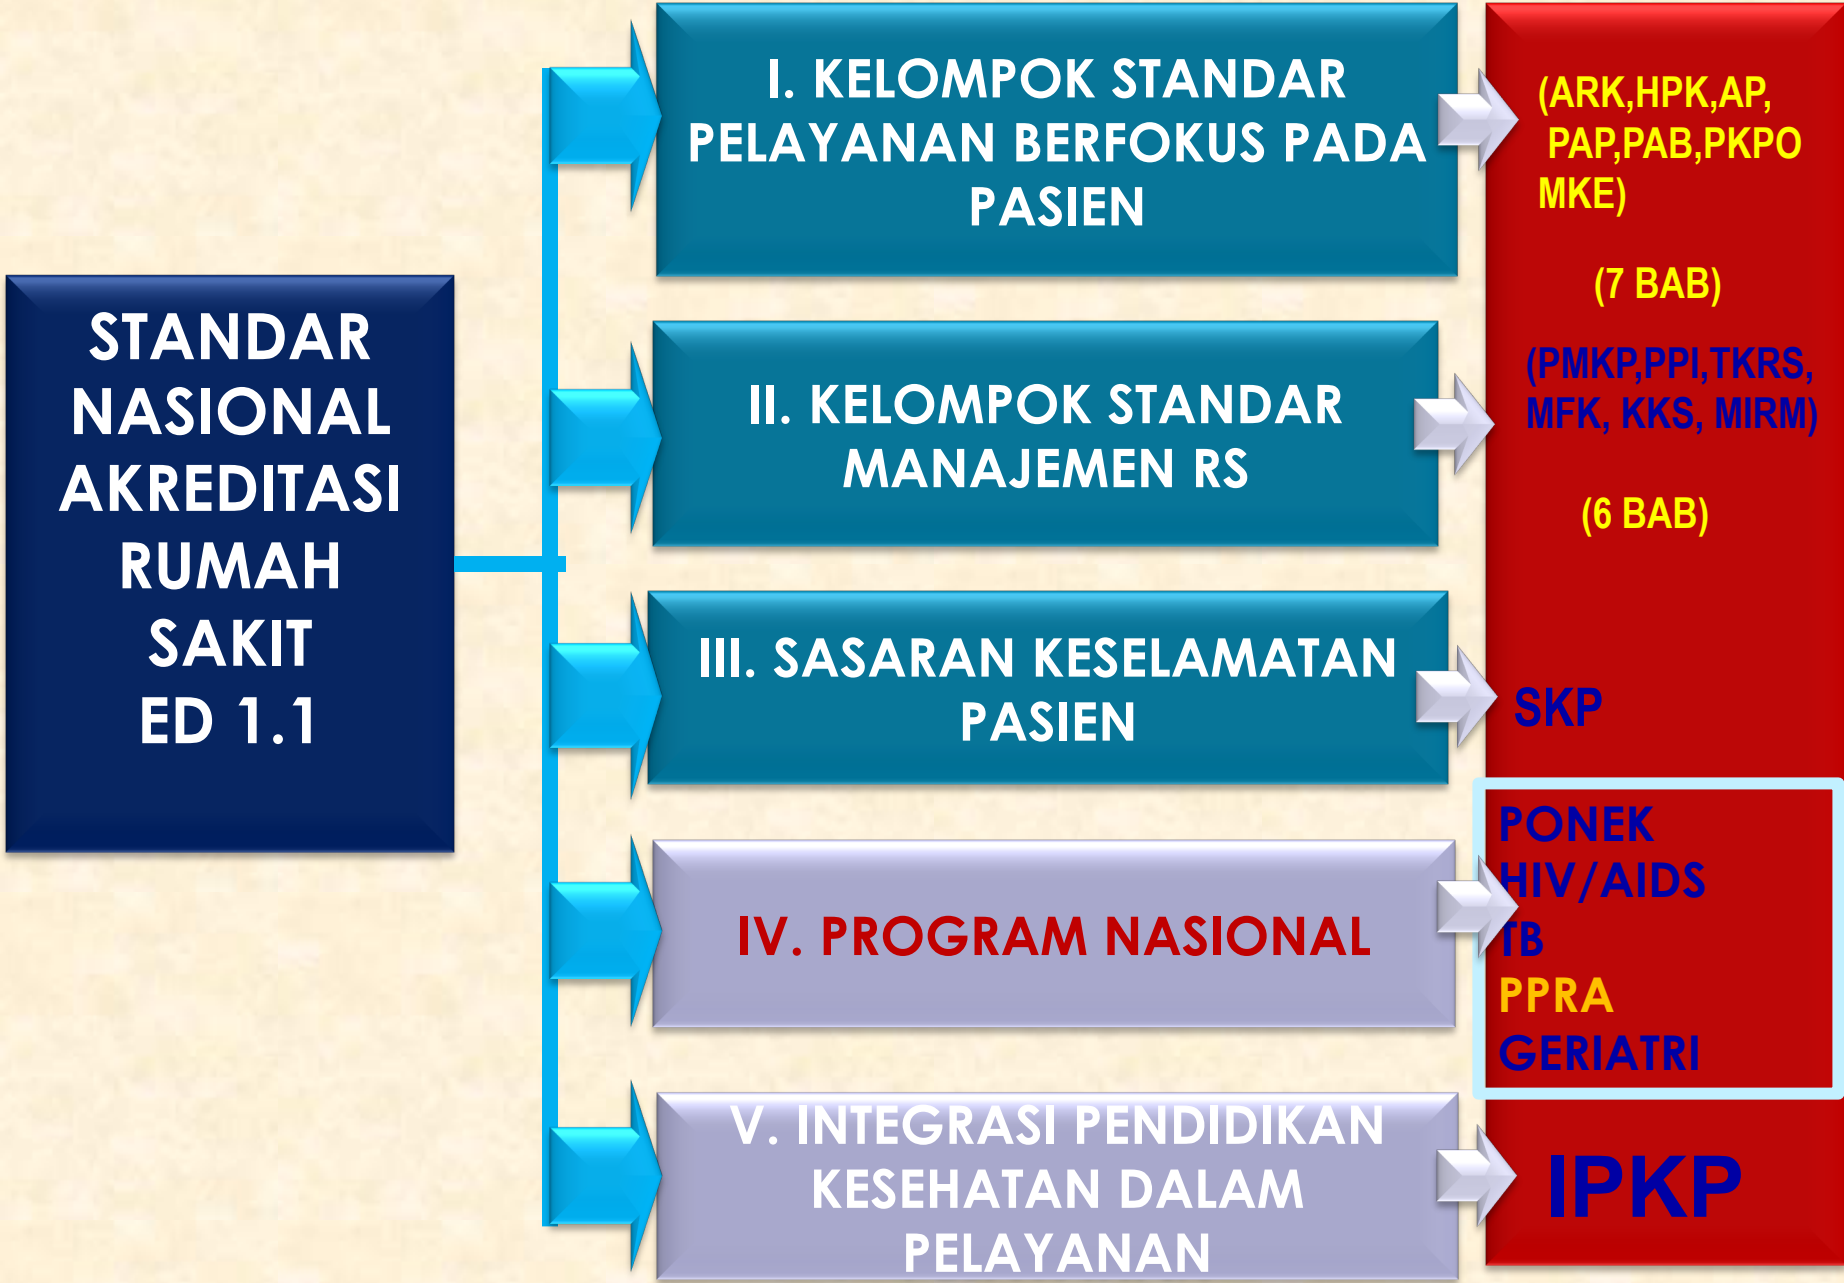 STANDAR
NASIONAL
AKREDITASI
RUMAH
SAKIT
ED 1.1
I. KELOMPOK STANDAR
PELAYANAN BERFOKUS PADA
PASIEN
(ARK,HPK,AP,
PAP,PAB,PKPO
MKE)
(7 BAB)
II. KELOMPOK STANDAR
MANAJEMEN RS
(PMKP,PPI,TKRS,
MFK, KKS, MIRM)
(6 BAB)
III. SASARAN KESELAMATAN
PASIEN
SKP
IV. PROGRAM NASIONAL
PONEK
HIV/AIDS
TB
PPRA
GERIATRI
V. INTEGRASI PENDIDIKAN
KESEHATAN DALAM
PELAYANAN
IPKP